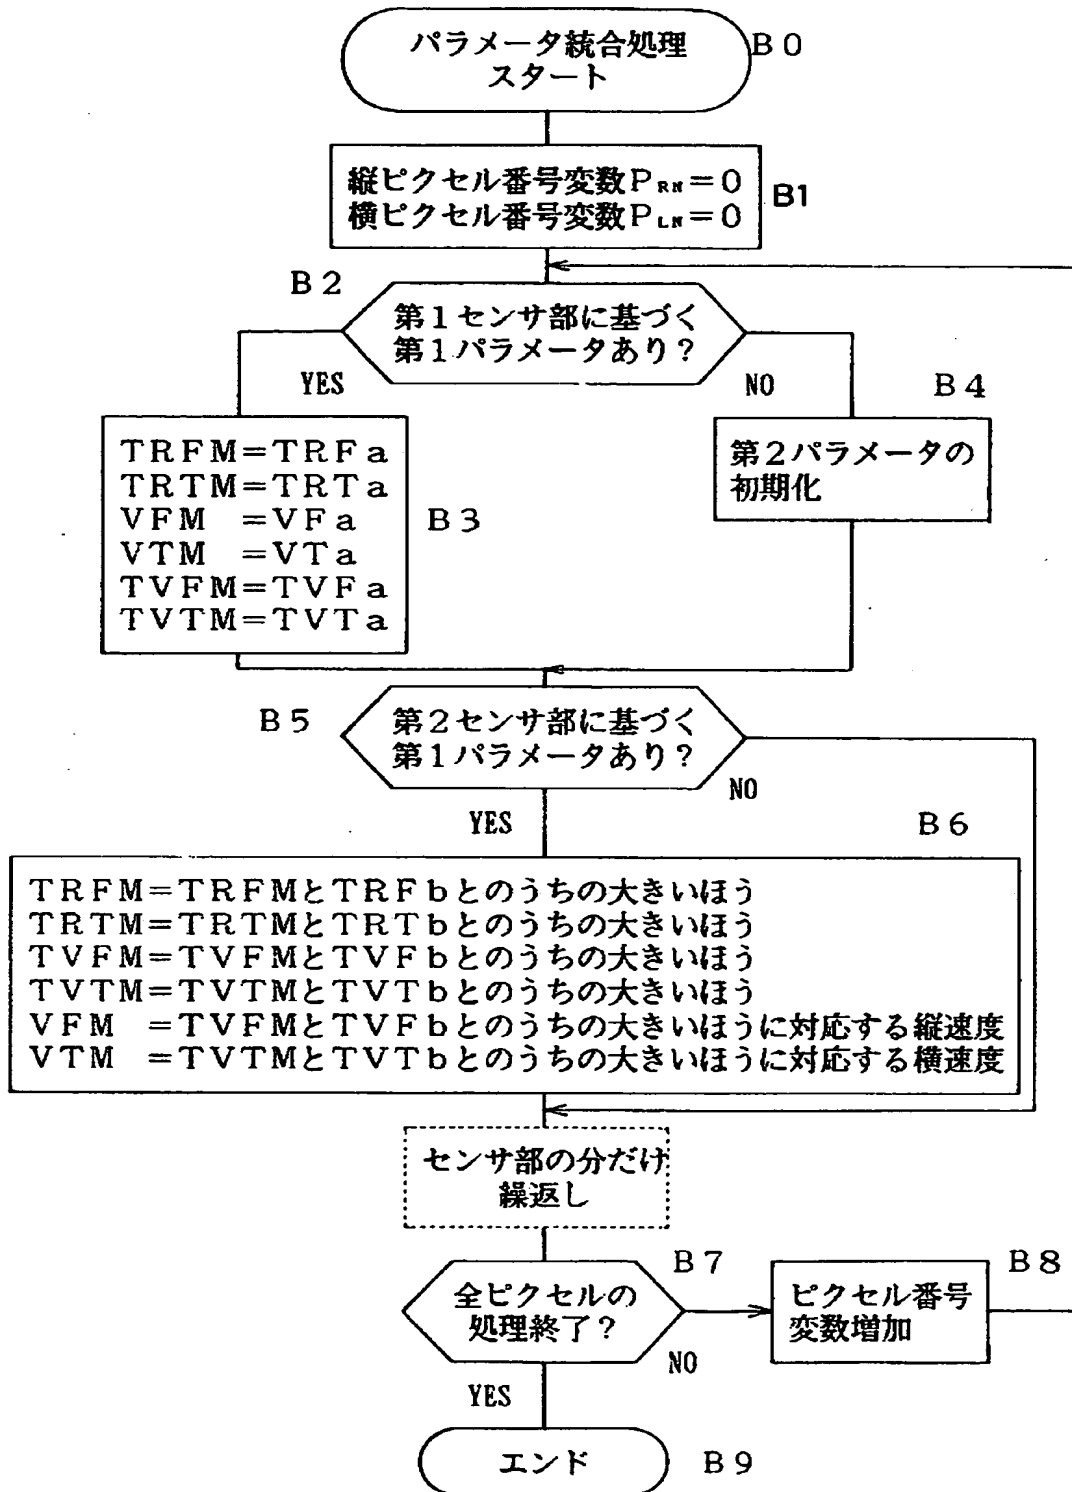 パラメータ統合処理
スタート
B0
縦ピクセル番号変数PRN=0
横ピクセル番号変数PLN=0
B1
B2
第1センサ部に基づく
第1パラメータあり?
YES
NO
B4
TRFM=TRFa
TRTM=TRTa
VFM =VFa
VTM =VTa
TVFM=TVFa
TVTM=TVTa
B3
第2パラメータの
初期化
B5
第2センサ部に基づく
第1パラメータあり?
NO
YES
B6
TRFM=TRFMとTRFbとのうちの大きいほう
TRTM=TRTMとTRTbとのうちの大きいほう
TVFM=TVFMとTVFbとのうちの大きいほう
TVTM=TVTMとTVTbとのうちの大きいほう
VFM =TVFMとTVFbとのうちの大きいほうに対応する縦速度
VTM =TVTMとTVTbとのうちの大きいほうに対応する横速度
センサ部の分だけ
繰返し
B7
全ピクセルの
処理終了?
NO
YES
B8
ピクセル番号
変数増加
エンド
B9